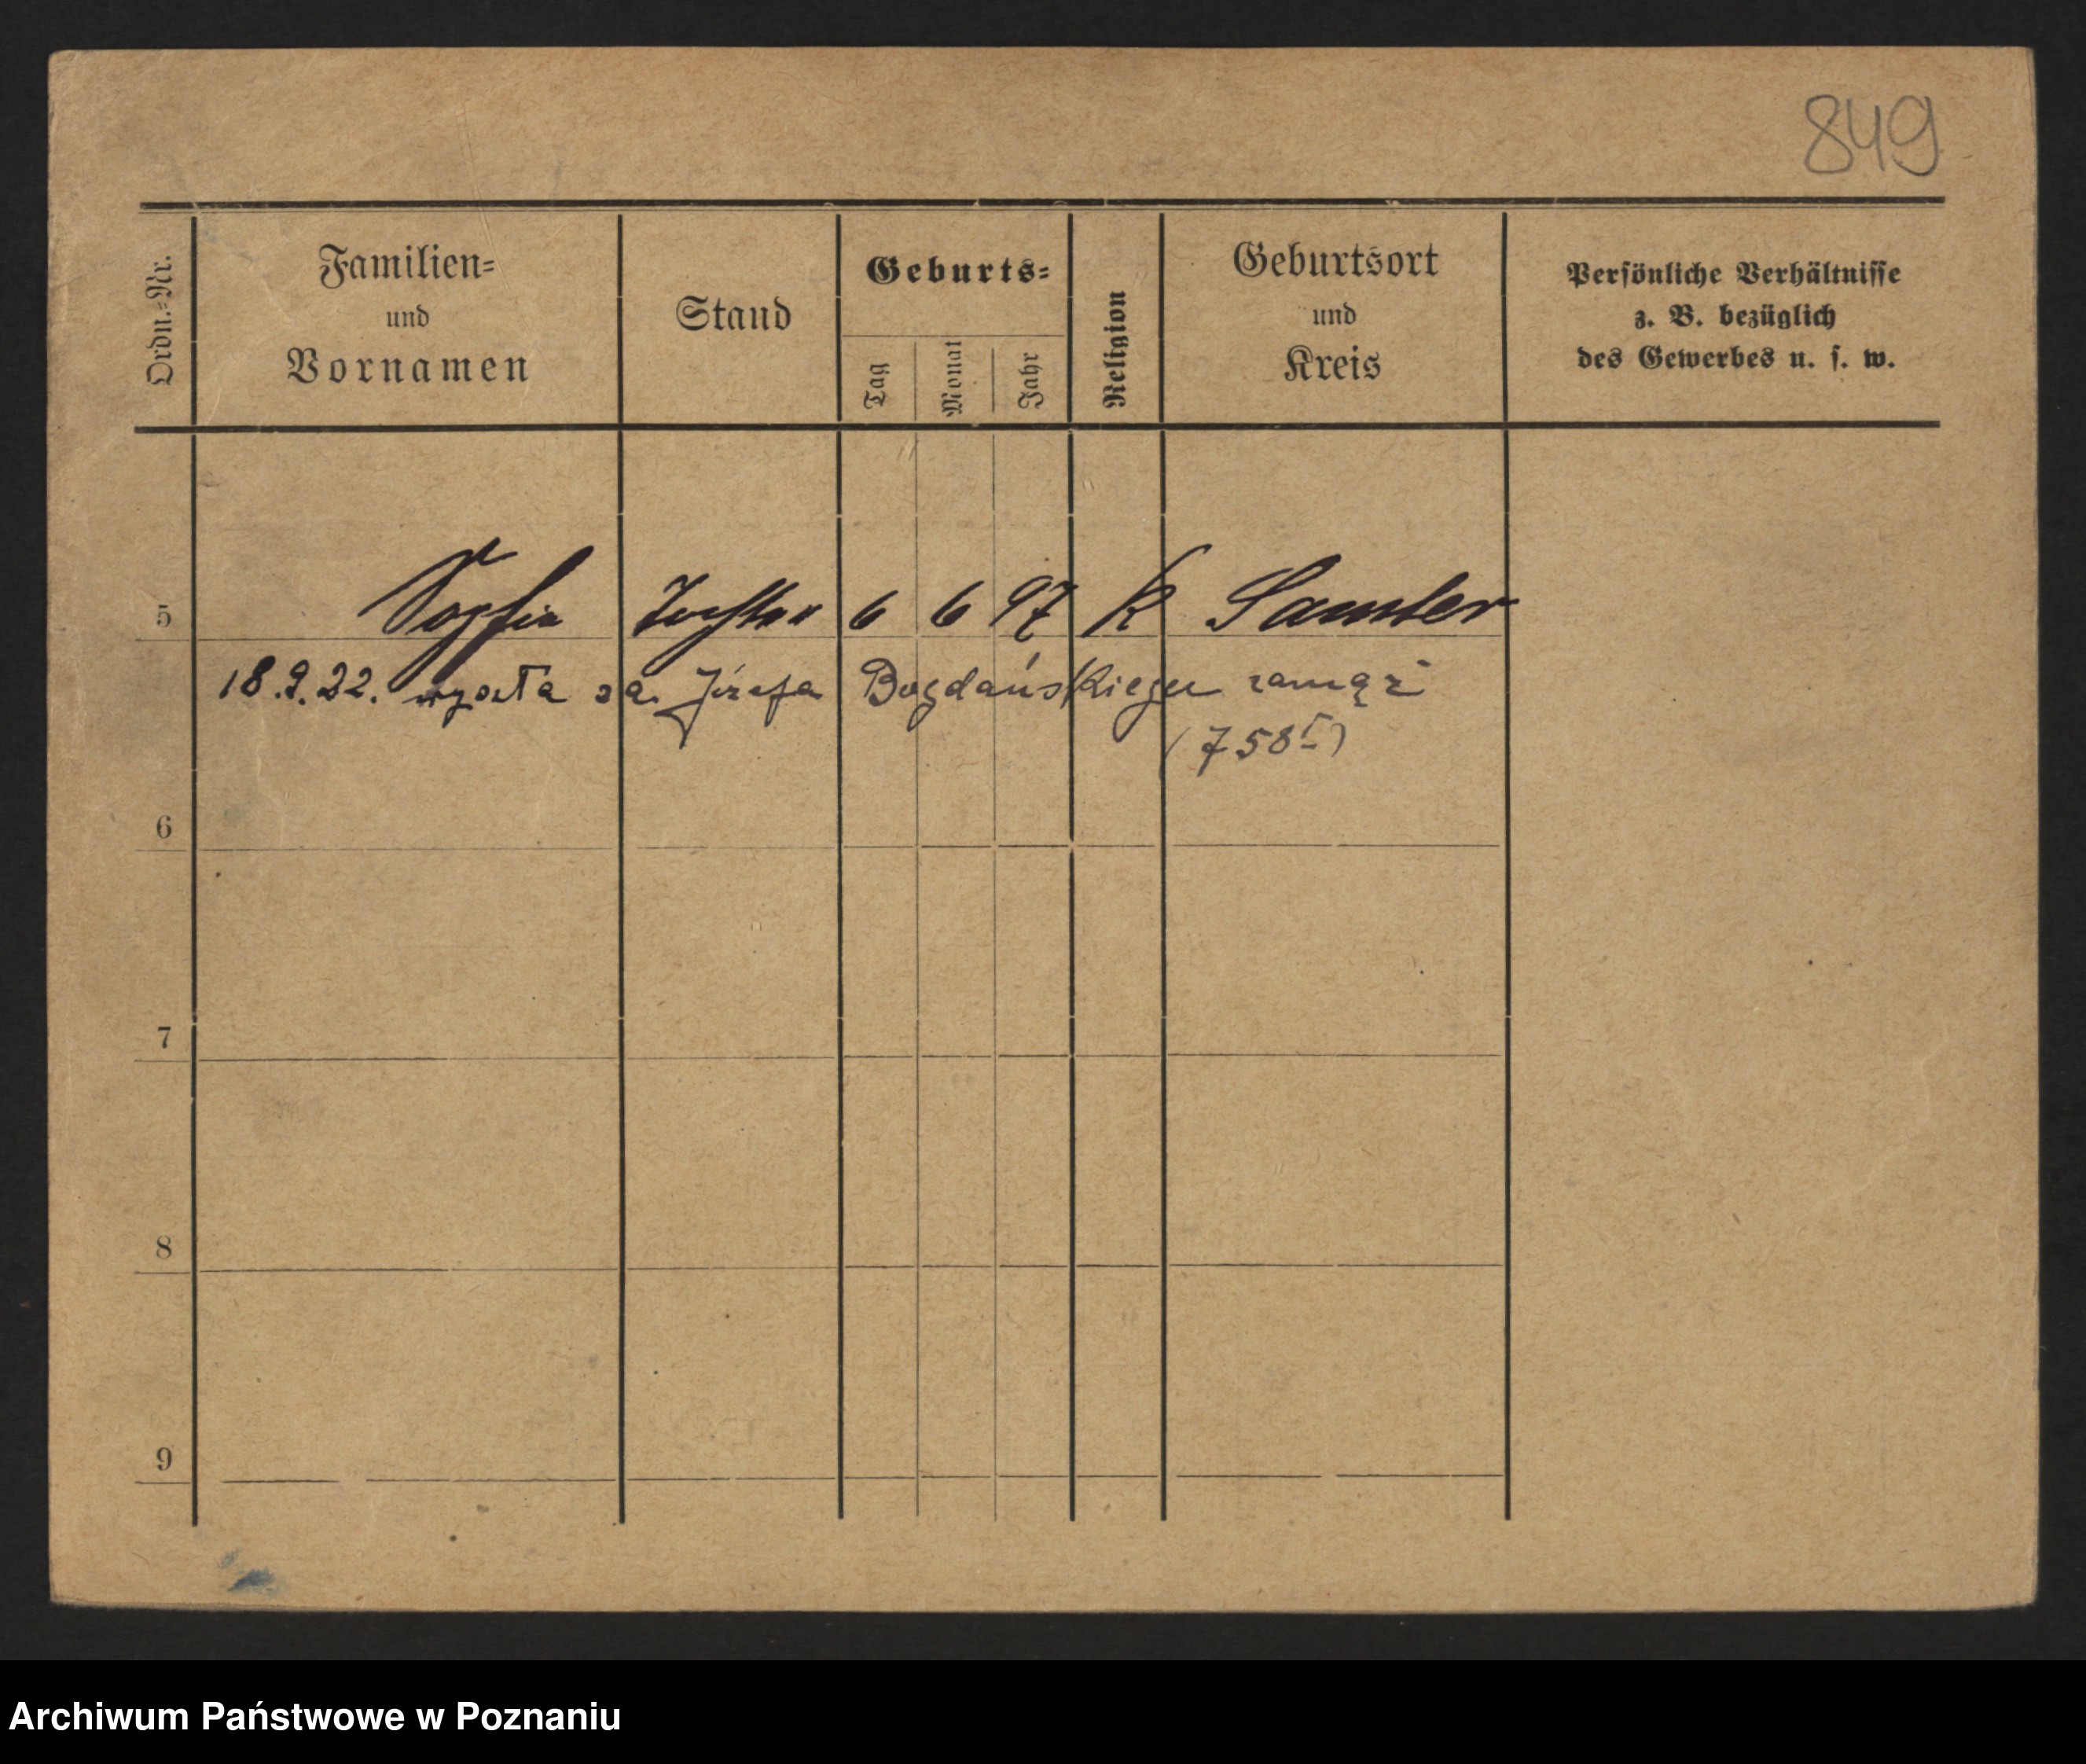 849
Ordn.=Nr.
Familien=
und
Vornamen
Stand
Geburts=
Tag
Monat
Jahr
Religion
Geburtsort
und
Kreis
Persönliche Verhältnisse
z. B. bezüglich
des Gewerbes u. s. w.
5 Sophia Tochter 6 6 97 K Samter
18.9.22. wyszła za Józefa Bogdańskiego zamąż
6
7
8
9
Archiwum Państwowe w Poznaniu